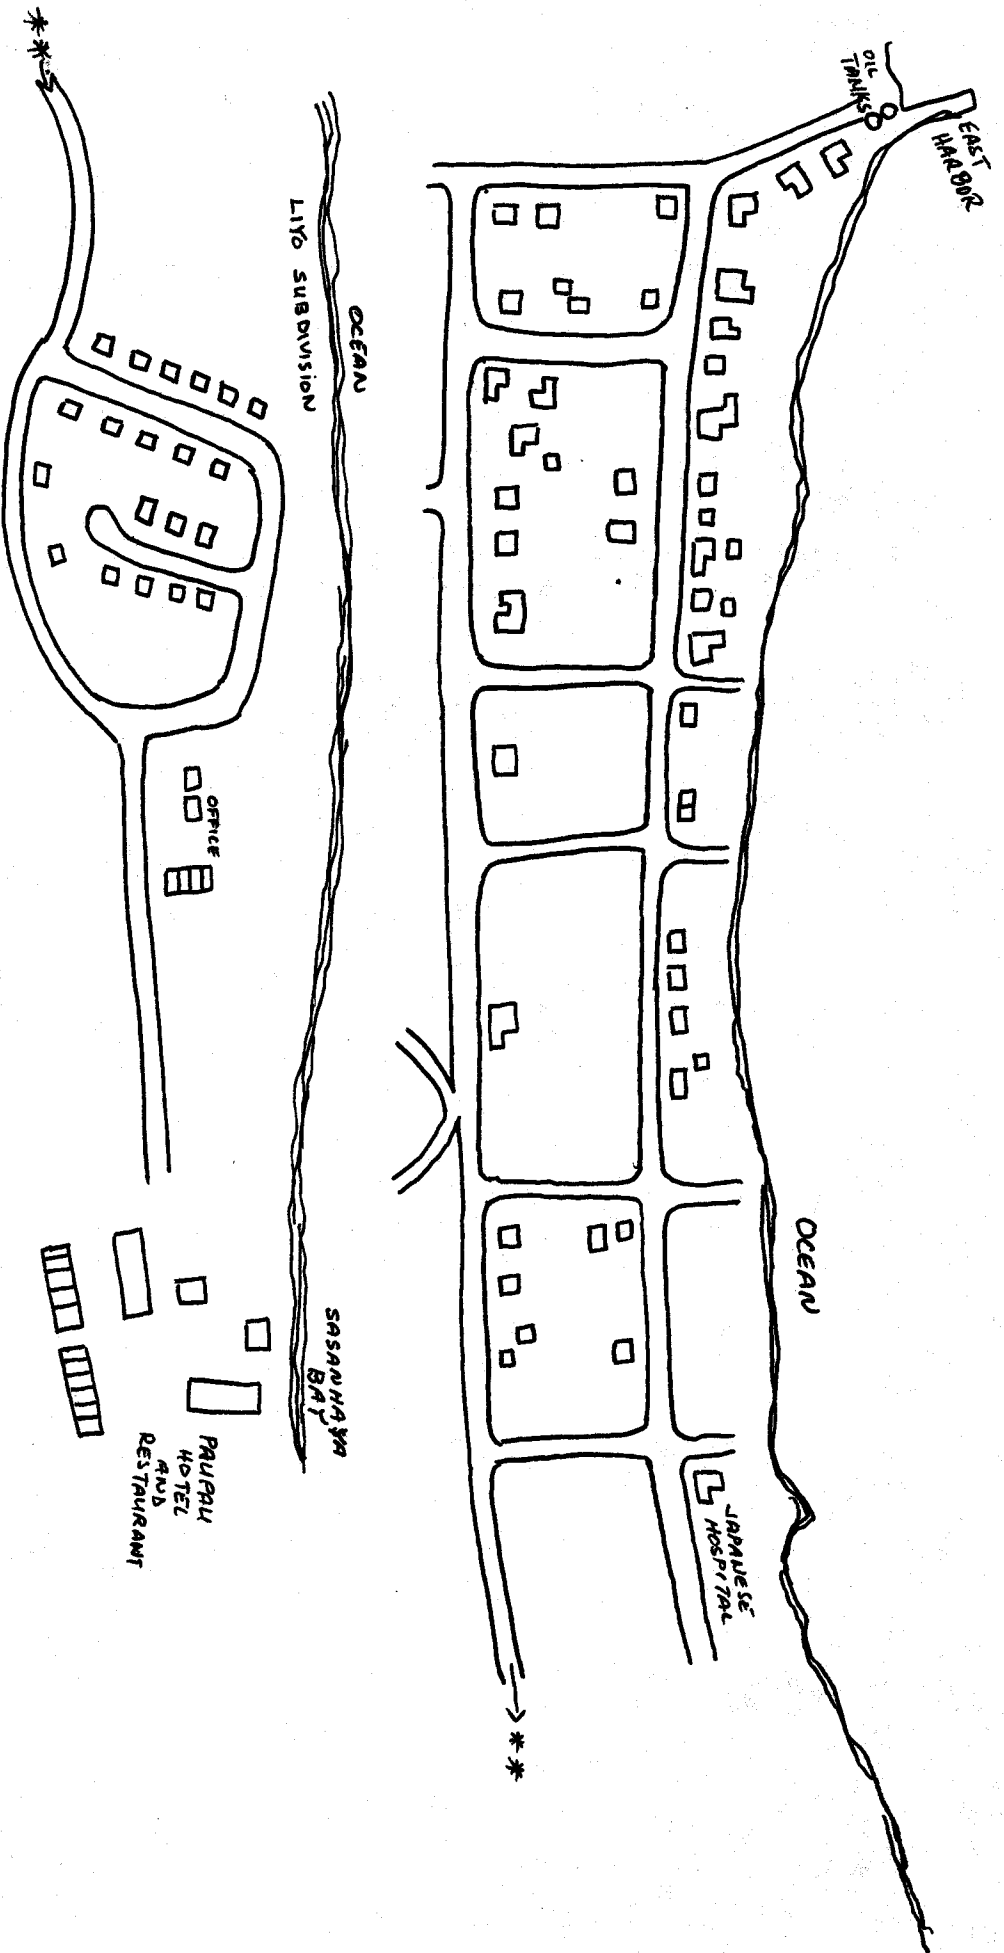 OIL
TANKS
EAST
HARBOR
OCEAN
JAPANESE
HOSPITAL
**
**
OCEAN
LIYO SUBDIVISION
OFFICE
SASANHAYA
BAY
PAUPAU
HOTEL
AND
RESTAURANT